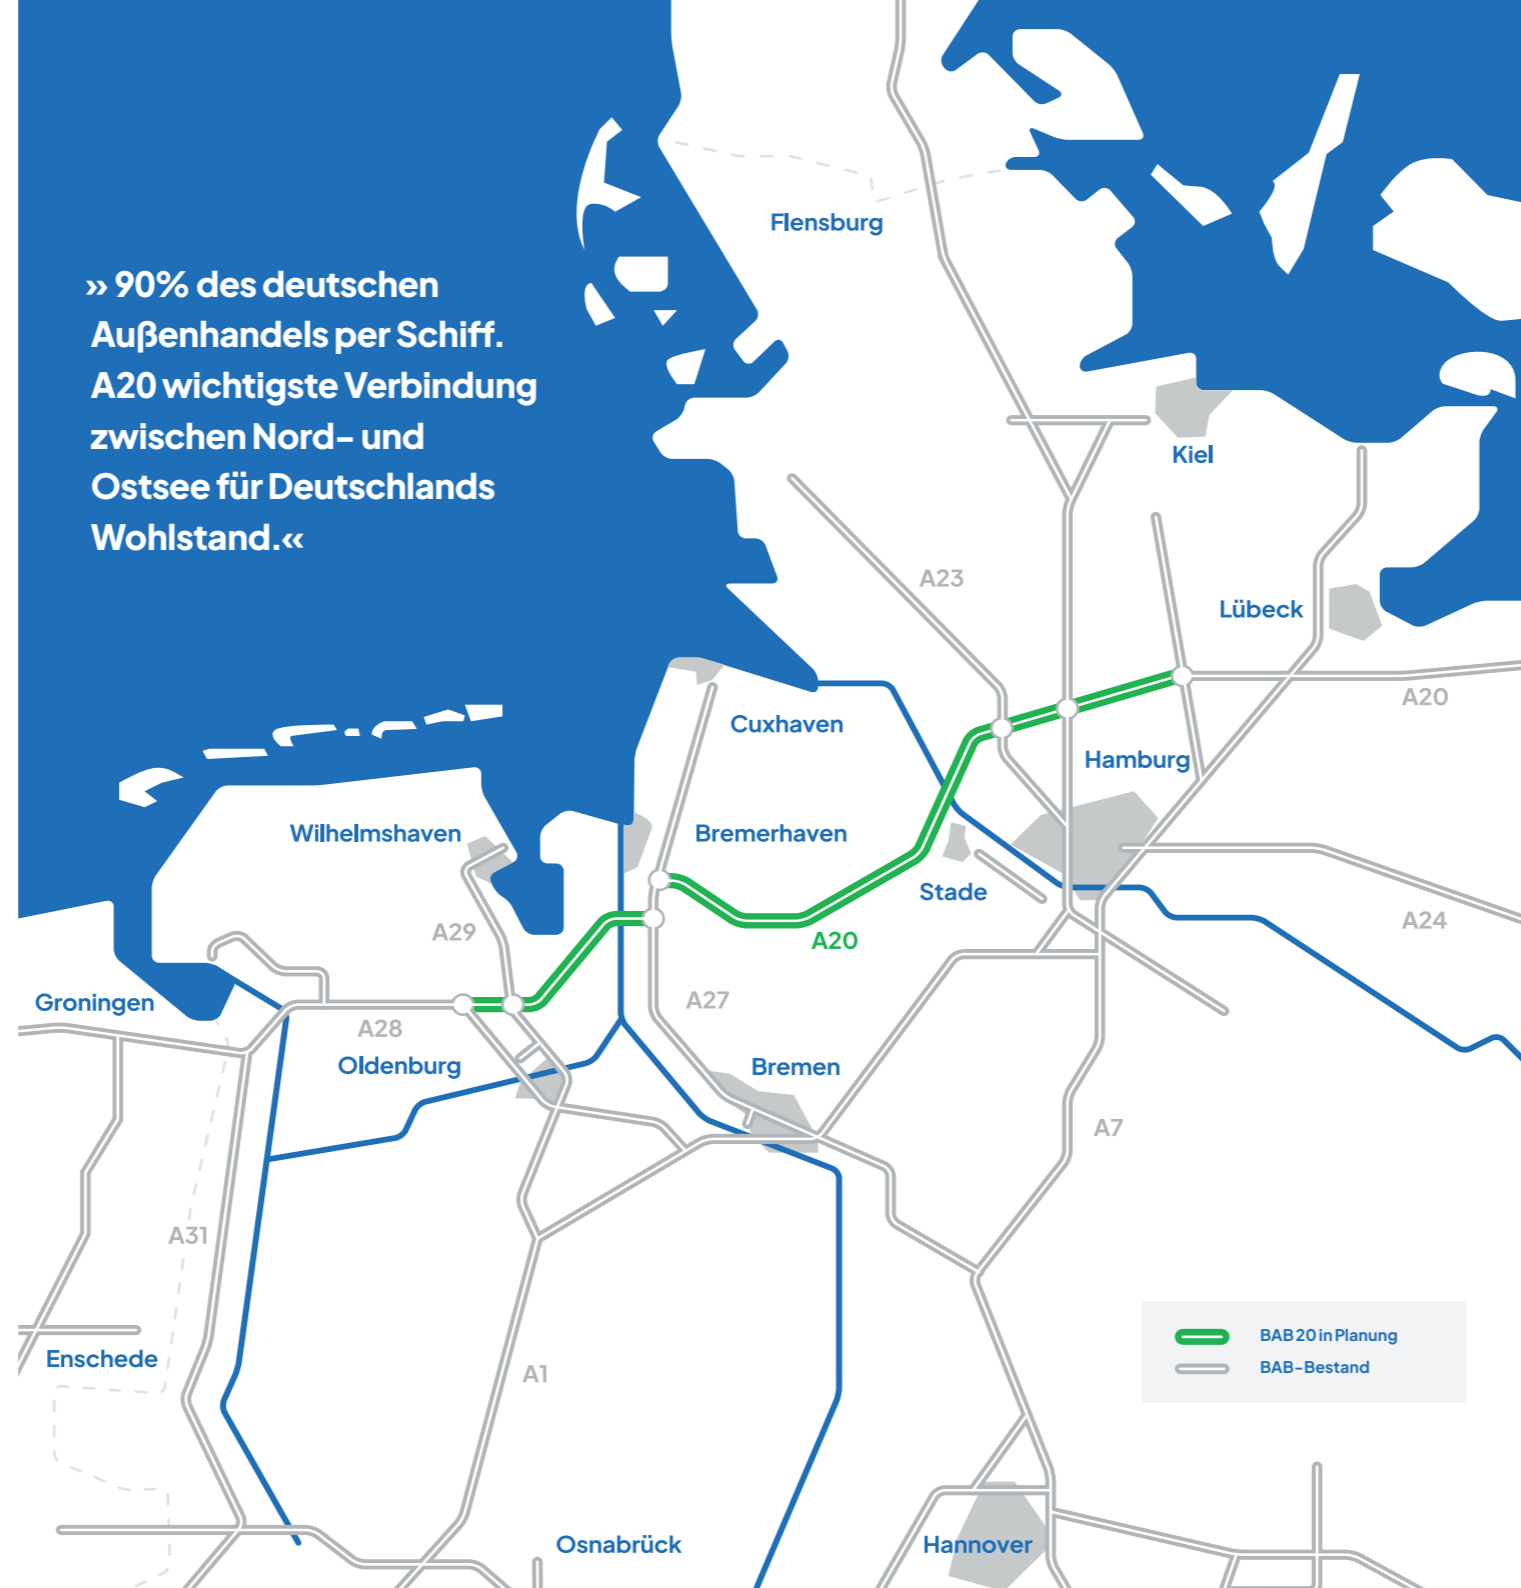 » 90% des deutschen
Außenhandels per Schiff.
A20 wichtigste Verbindung
zwischen Nord- und
Ostsee für Deutschlands
Wohlstand.«
Flensburg
Kiel
A23
Lübeck
A20
Cuxhaven
Hamburg
Wilhelmshaven
Bremerhaven
Stade
A24
A29
A20
Groningen
A27
A28
Oldenburg
Bremen
A7
A31
BAB 20 in Planung
BAB-Bestand
Enschede
A1
Osnabrück
Hannover